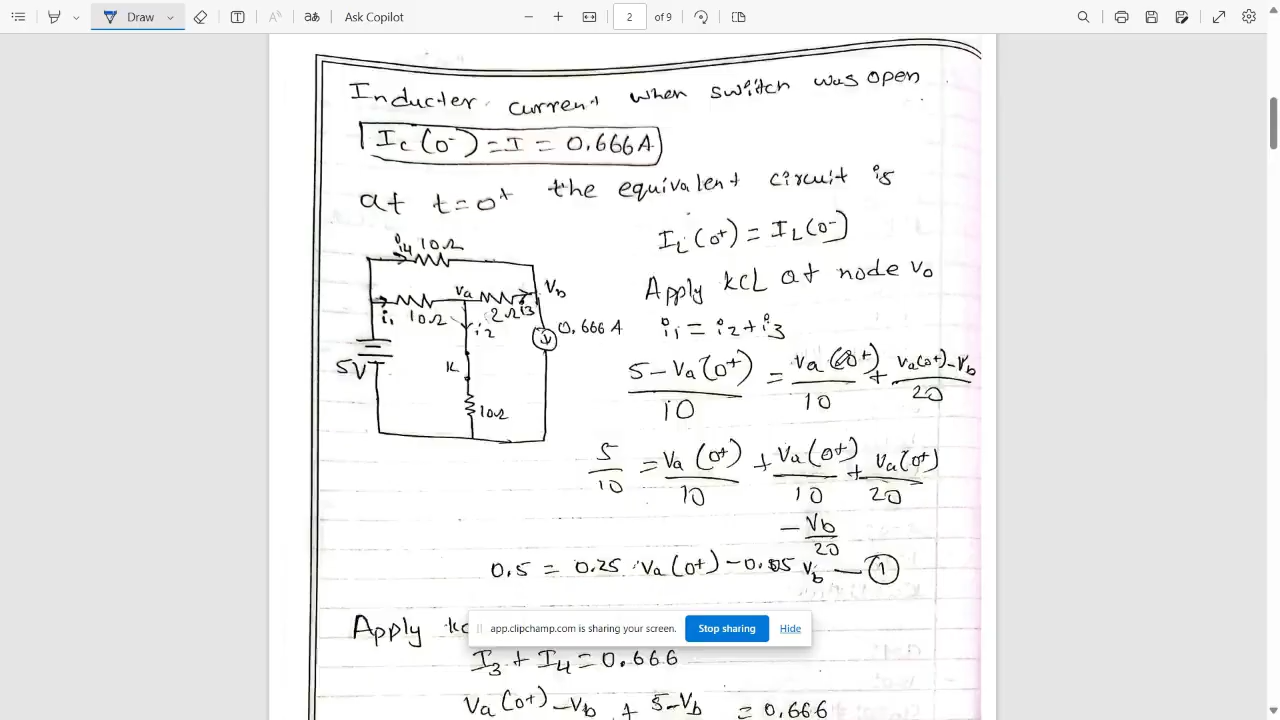 Draw
Ask Copilot
2 of 9
Inducter current when switch was open
Ic(0⁻) = I = 0.666A
at t=0⁺ the equivalent circuit is
IL(0⁺) = IL(0⁻)
Apply KCL at node Va
i₁ = i₂+i₃
5-Va(0⁺)/10 = Va(0⁺)/10 + Va(0⁺)-Vb/20
i4 10Ω
Va
Vb
i₁ 10Ω
i₂
2Ω i3
0.666 A
5V
K
10Ω
5/10 = Va(0⁺)/10 + Va(0⁺)/10 + Va(0⁺)/20
- Vb/20
0.5 = 0.25 Va(0⁺) -0.05 Vb — ①
Apply
app.clipchamp.com is sharing your screen. Stop sharing Hide
I₃ + I4 = 0.666
Va(0⁺) -Vb + 5-Vb = 0.666